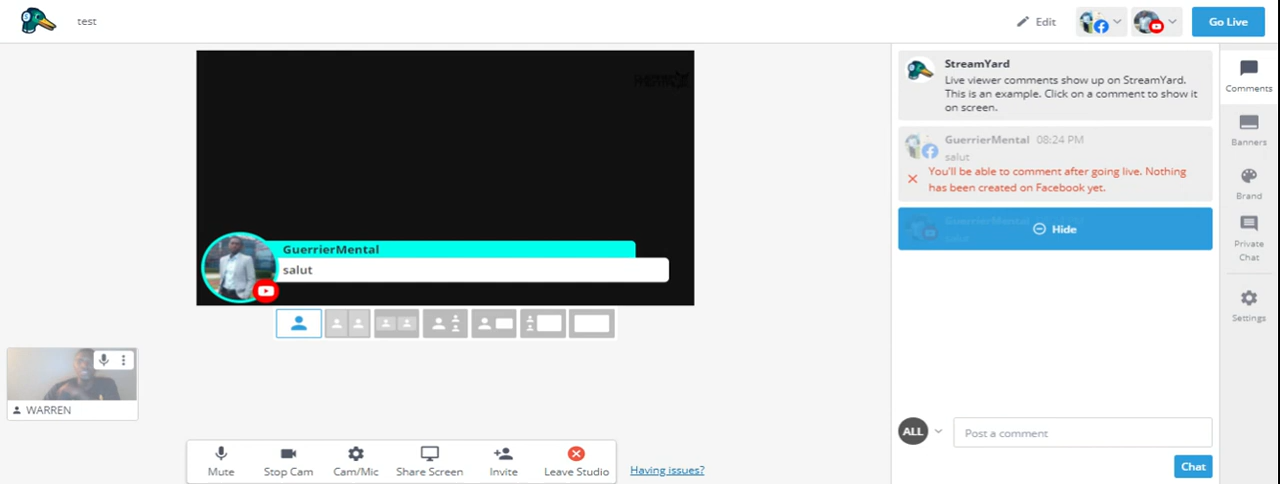 test
Edit
Go Live
StreamYard
Live viewer comments show up on StreamYard.
This is an example. Click on a comment to show it
on screen.
GuerrierMental 08:24 PM
salut
You'll be able to comment after going live. Nothing
has been created on Facebook yet.
GuerrierMental
Hide
Comments
Banners
Brand
Private
Chat
Settings
GuerrierMental
salut
WARREN
ALL
Post a comment
Chat
Mute
Stop Cam
Cam/Mic
Share Screen
Invite
Leave Studio
Having issues?